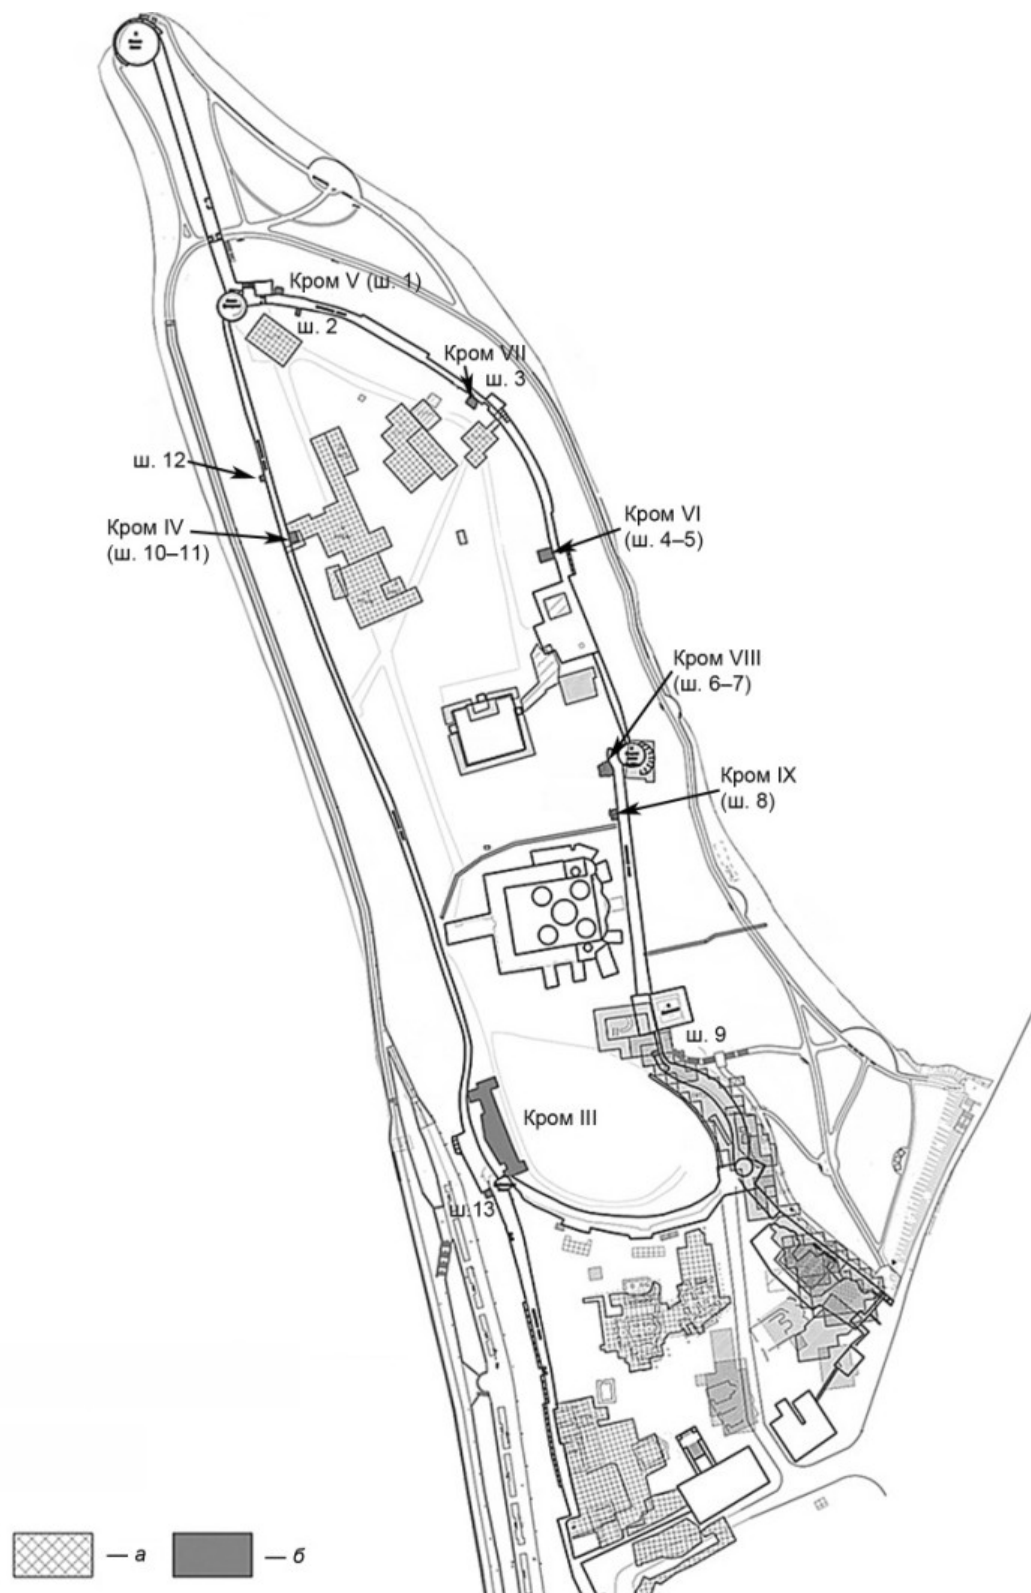 Кром V (ш. 1)
ш. 2
Кром VII
ш. 3
ш. 12
Кром IV
(ш. 10–11)
Кром VI
(ш. 4–5)
Кром VIII
(ш. 6–7)
Кром IX
(ш. 8)
ш. 9
Кром III
ш.13
— а
— б